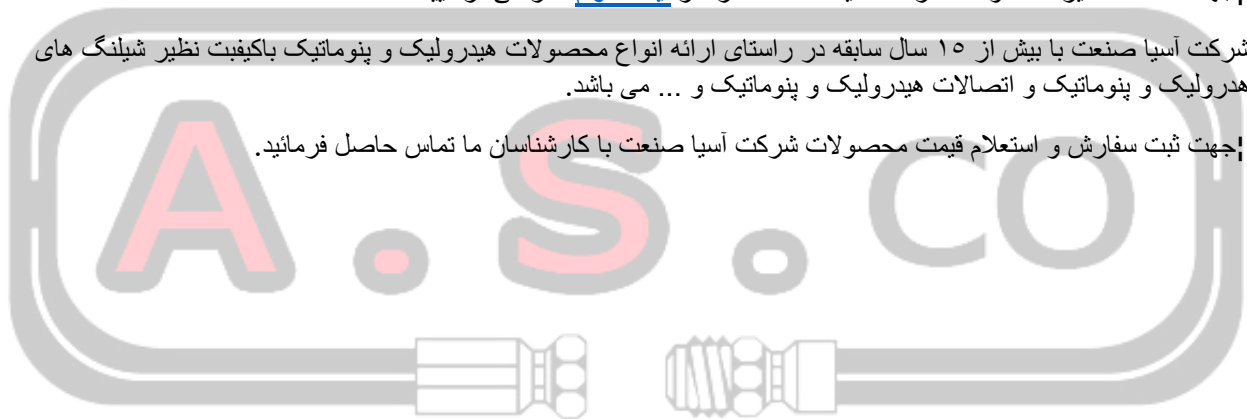 شرکت آسیا صنعت با بیش از ۱۵ سال سابقه در راستای ارائه انواع محصولات هیدرولیک و پنوماتیک باکیفیت نظیر شیلنگ های
هدرولیک و پنوماتیک و اتصالات هیدرولیک و پنوماتیک و ... می باشد.
¦جهت ثبت سفارش و استعلام قیمت محصولات شرکت آسیا صنعت با کارشناسان ما تماس حاصل فرمائید.
A.S.CO